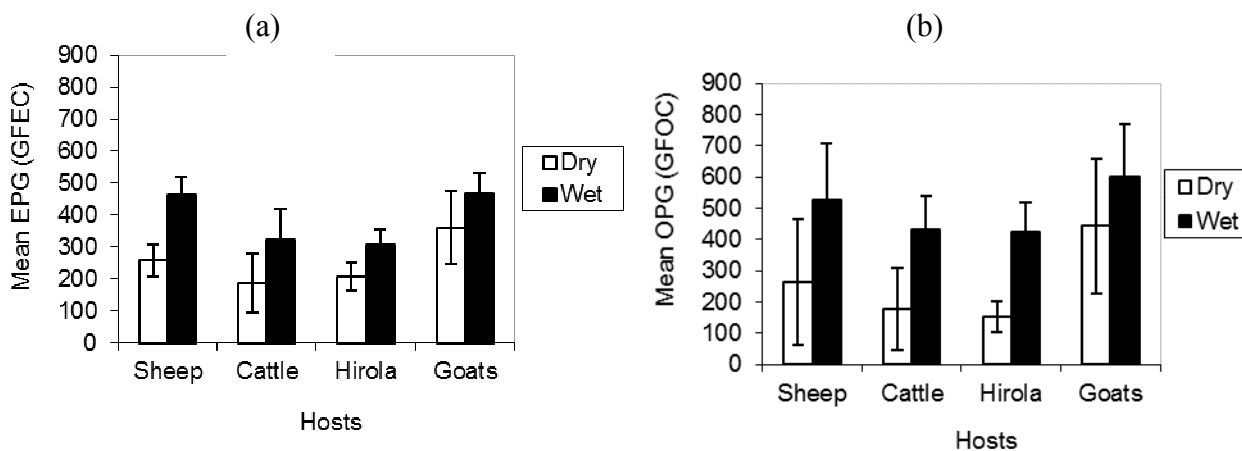 (a)
900
800
700
600
500
400
300
200
100
0
Mean EPG (GFEC)
Sheep Cattle Hirola Goats
Hosts
Dry
Wet
(b)
900
800
700
600
500
400
300
200
100
0
Mean OPG (GFOC)
Sheep Cattle Hirola Goats
Hosts
Dry
Wet